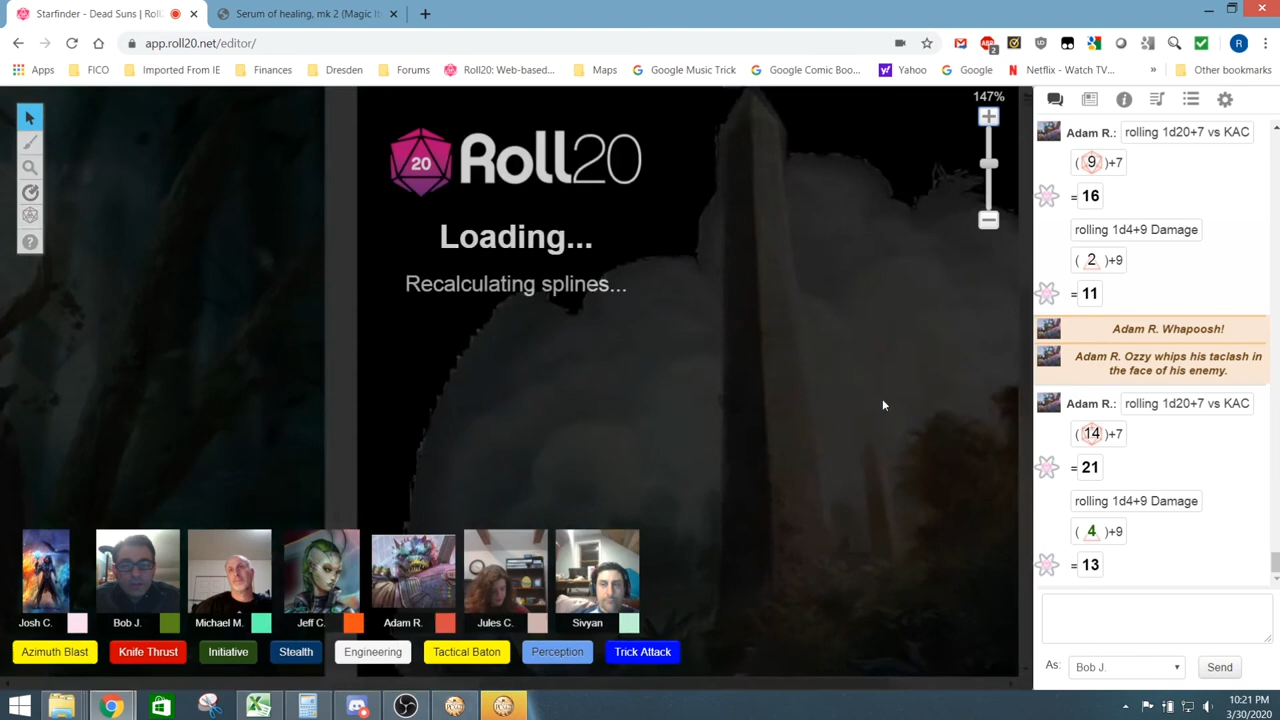 Starfinder - Dead Suns | Roll
Serum of healing, mk 2 (Magic It
app.roll20.net/editor/
Apps
FICO
Imported From IE
Finances
Dresden
Forums
Roll20: Web-based...
Maps
Google Music Trick
Google Comic Boo...
Yahoo
Google
Netflix - Watch TV...
»
Other bookmarks
ABP
2
R
147%
20 Roll20
Loading...
Recalculating splines...
Adam R.: rolling 1d20+7 vs KAC
(9)+7
=16
rolling 1d4+9 Damage
(2)+9
=11
Adam R. Whapoosh!
Adam R. Ozzy whips his taclash in
the face of his enemy.
Adam R.: rolling 1d20+7 vs KAC
(14)+7
=21
rolling 1d4+9 Damage
(4)+9
=13
Josh C.
Bob J.
Michael M.
Jeff C.
Adam R.
Jules C.
Sivyan
Azimuth Blast
Knife Thrust
Initiative
Stealth
Engineering
Tactical Baton
Perception
Trick Attack
As: Bob J.
Send
10:21 PM
3/30/2020